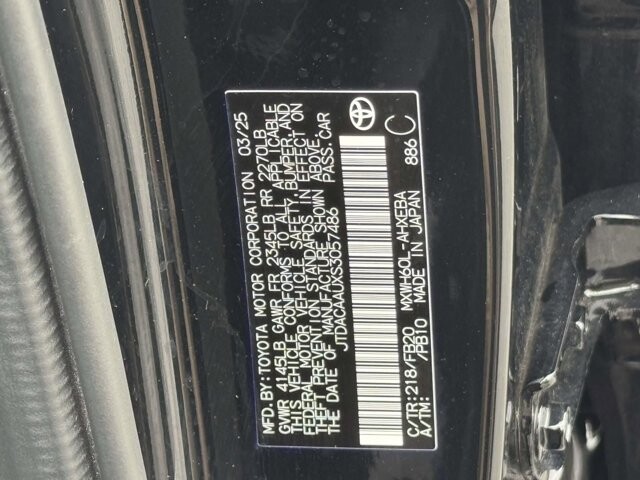 MFD. BY: TOYOTA MOTOR CORPORATION 03/25
GVWR 4145LB GAWR FR 2345LB RR 2270LB
THIS VEHICLE CONFORMS TO ALL APPLICABLE
FEDERAL MOTOR VEHICLE SAFETY, BUMPER, AND
THEFT PREVENTION STANDARDS IN EFFECT ON
THE DATE OF MANUFACTURE SHOWN ABOVE.
JTDACAAUXS3057486 PASS. CAR
C/TR: 218/FB20 MXWH60L-AHXEBA 886
A/TM: /PB10 MADE IN JAPAN C